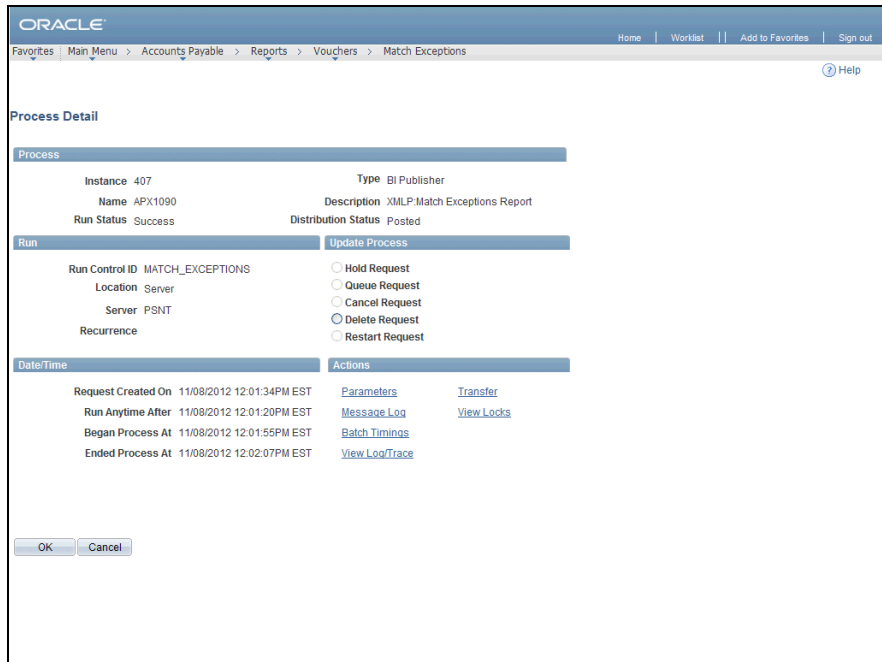 ORACLE
Home | Worklist || Add to Favorites | Sign out
Favorites Main Menu > Accounts Payable > Reports > Vouchers > Match Exceptions
? Help
Process Detail
Process
Instance 407 Type BI Publisher
Name APX1090 Description XMLP:Match Exceptions Report
Run Status Success Distribution Status Posted
Run Update Process
Run Control ID MATCH_EXCEPTIONS Hold Request
Location Server Queue Request
Server PSNT Cancel Request
Recurrence Delete Request
Restart Request
Date/Time Actions
Request Created On 11/08/2012 12:01:34PM EST Parameters Transfer
Run Anytime After 11/08/2012 12:01:20PM EST Message Log View Locks
Began Process At 11/08/2012 12:01:55PM EST Batch Timings
Ended Process At 11/08/2012 12:02:07PM EST View Log/Trace
OK Cancel